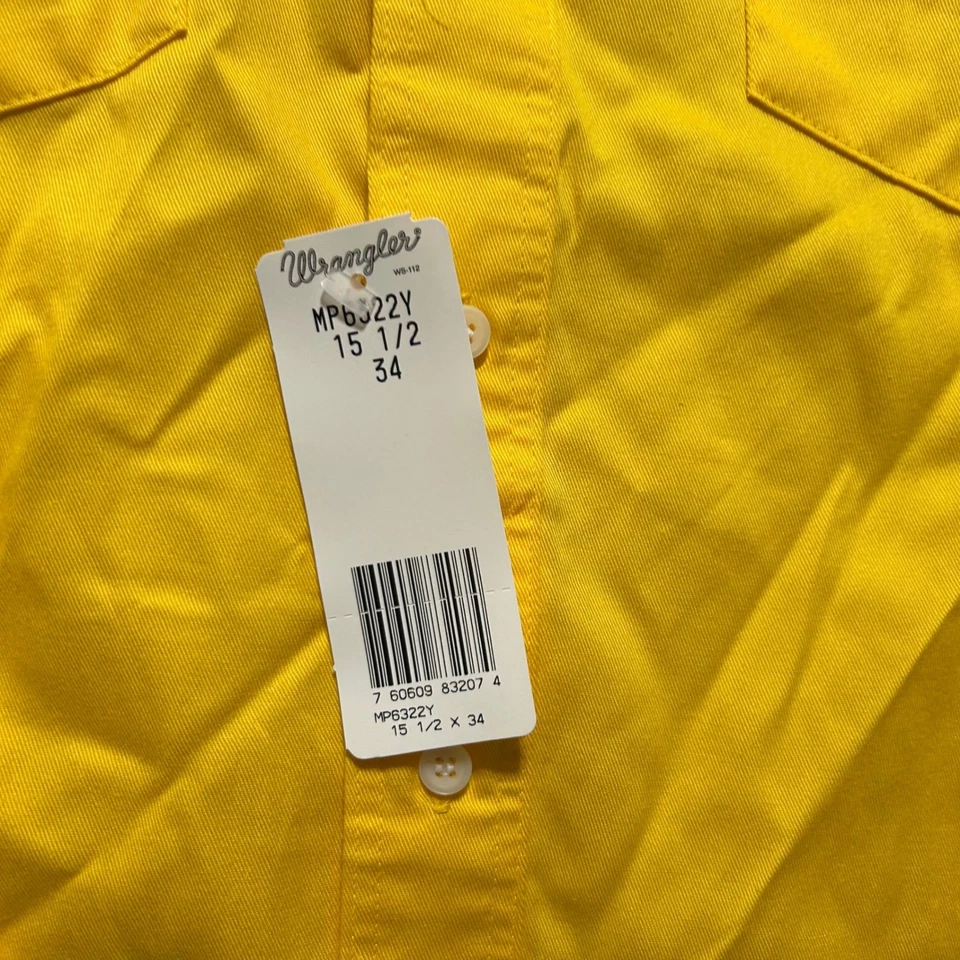 Wrangler®
WS-112
MP6322Y
15 1/2
34
7 60609 83207 4
MP6322Y
15 1/2 X 34